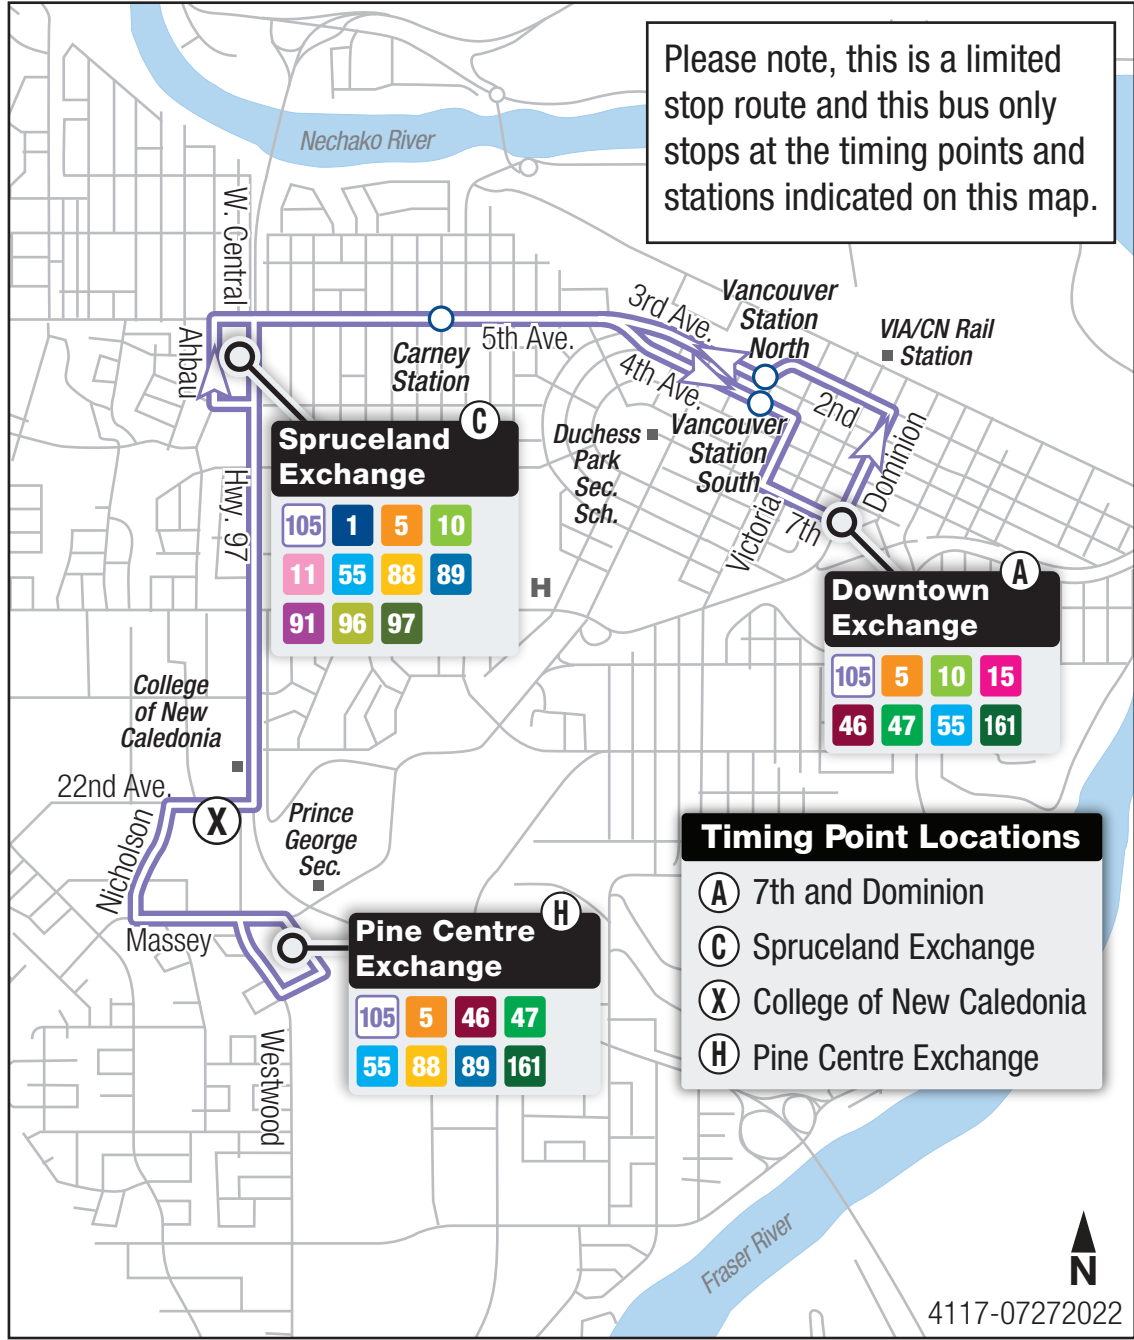 Please note, this is a limited
stop route and this bus only
stops at the timing points and
stations indicated on this map.
Nechako River
W. Central
Ahbau
Hwy. 97
Carney
Station
5th Ave.
3rd Ave.
4th Ave.
Vancouver
Station
North
VIA/CN Rail
Station
2nd
Dominion
Duchess
Park
Sec.
Sch.
Vancouver
Station
South
Victoria
7th
H
Spruceland
Exchange
C
105 1 5 10
11 55 88 89
91 96 97
Downtown
Exchange
A
105 5 10 15
46 47 55 161
College
of New
Caledonia
22nd Ave.
X
Nicholson
Massey
Prince
George
Sec.
Pine Centre
Exchange
H
105 5 46 47
55 88 89 161
Westwood
Timing Point Locations
A 7th and Dominion
C Spruceland Exchange
X College of New Caledonia
H Pine Centre Exchange
Fraser River
N
4117-07272022